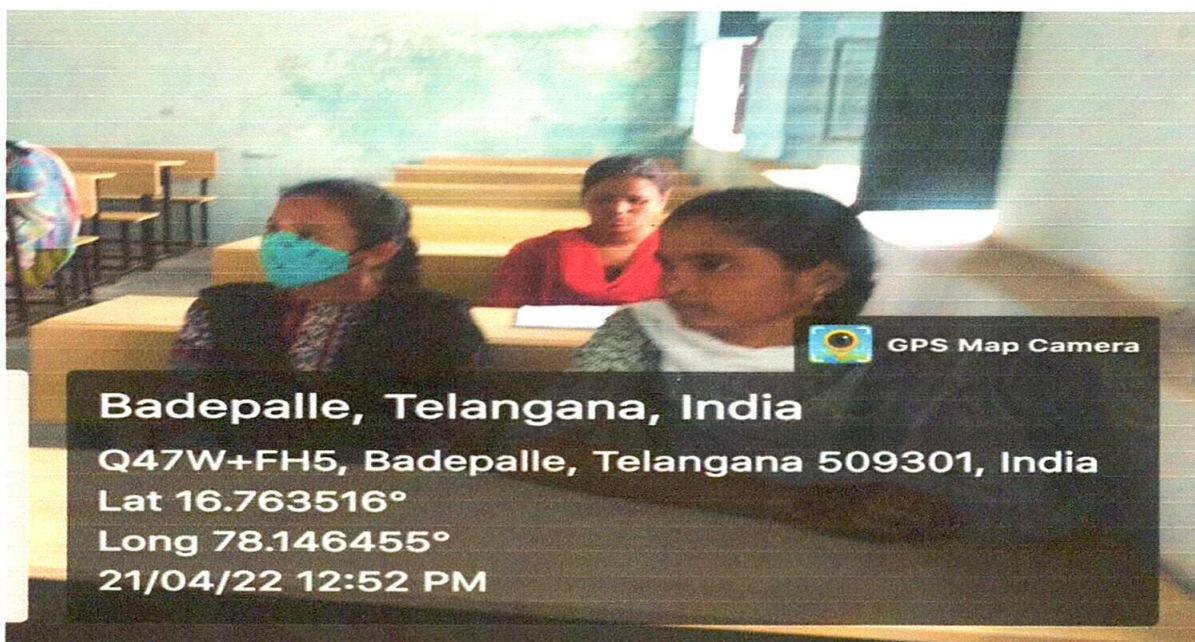 GPS Map Camera
Badepalle, Telangana, India
Q47W+FH5, Badepalle, Telangana 509301, India
Lat 16.763516°
Long 78.146455°
21/04/22 12:52 PM